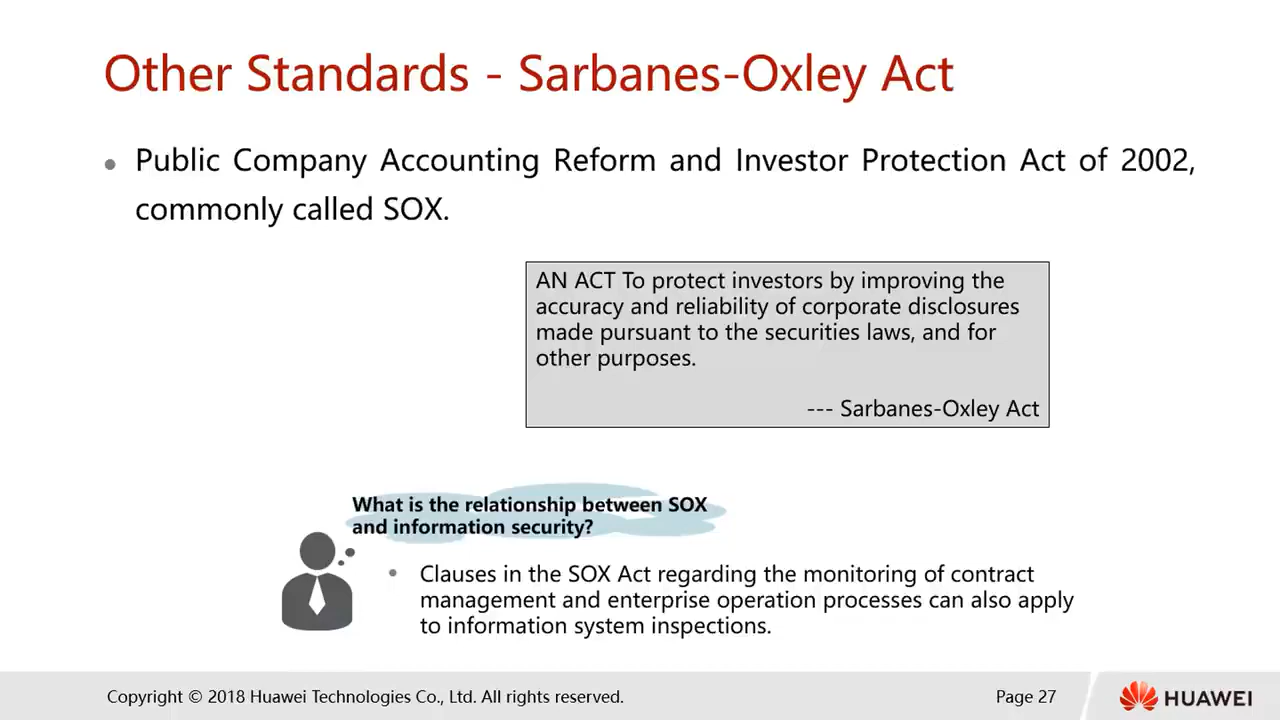 Other Standards - Sarbanes-Oxley Act
• Public Company Accounting Reform and Investor Protection Act of 2002,
commonly called SOX.
AN ACT To protect investors by improving the
accuracy and reliability of corporate disclosures
made pursuant to the securities laws, and for
other purposes.
--- Sarbanes-Oxley Act
What is the relationship between SOX
and information security?
• Clauses in the SOX Act regarding the monitoring of contract
management and enterprise operation processes can also apply
to information system inspections.
Copyright © 2018 Huawei Technologies Co., Ltd. All rights reserved.
Page 27
HUAWEI